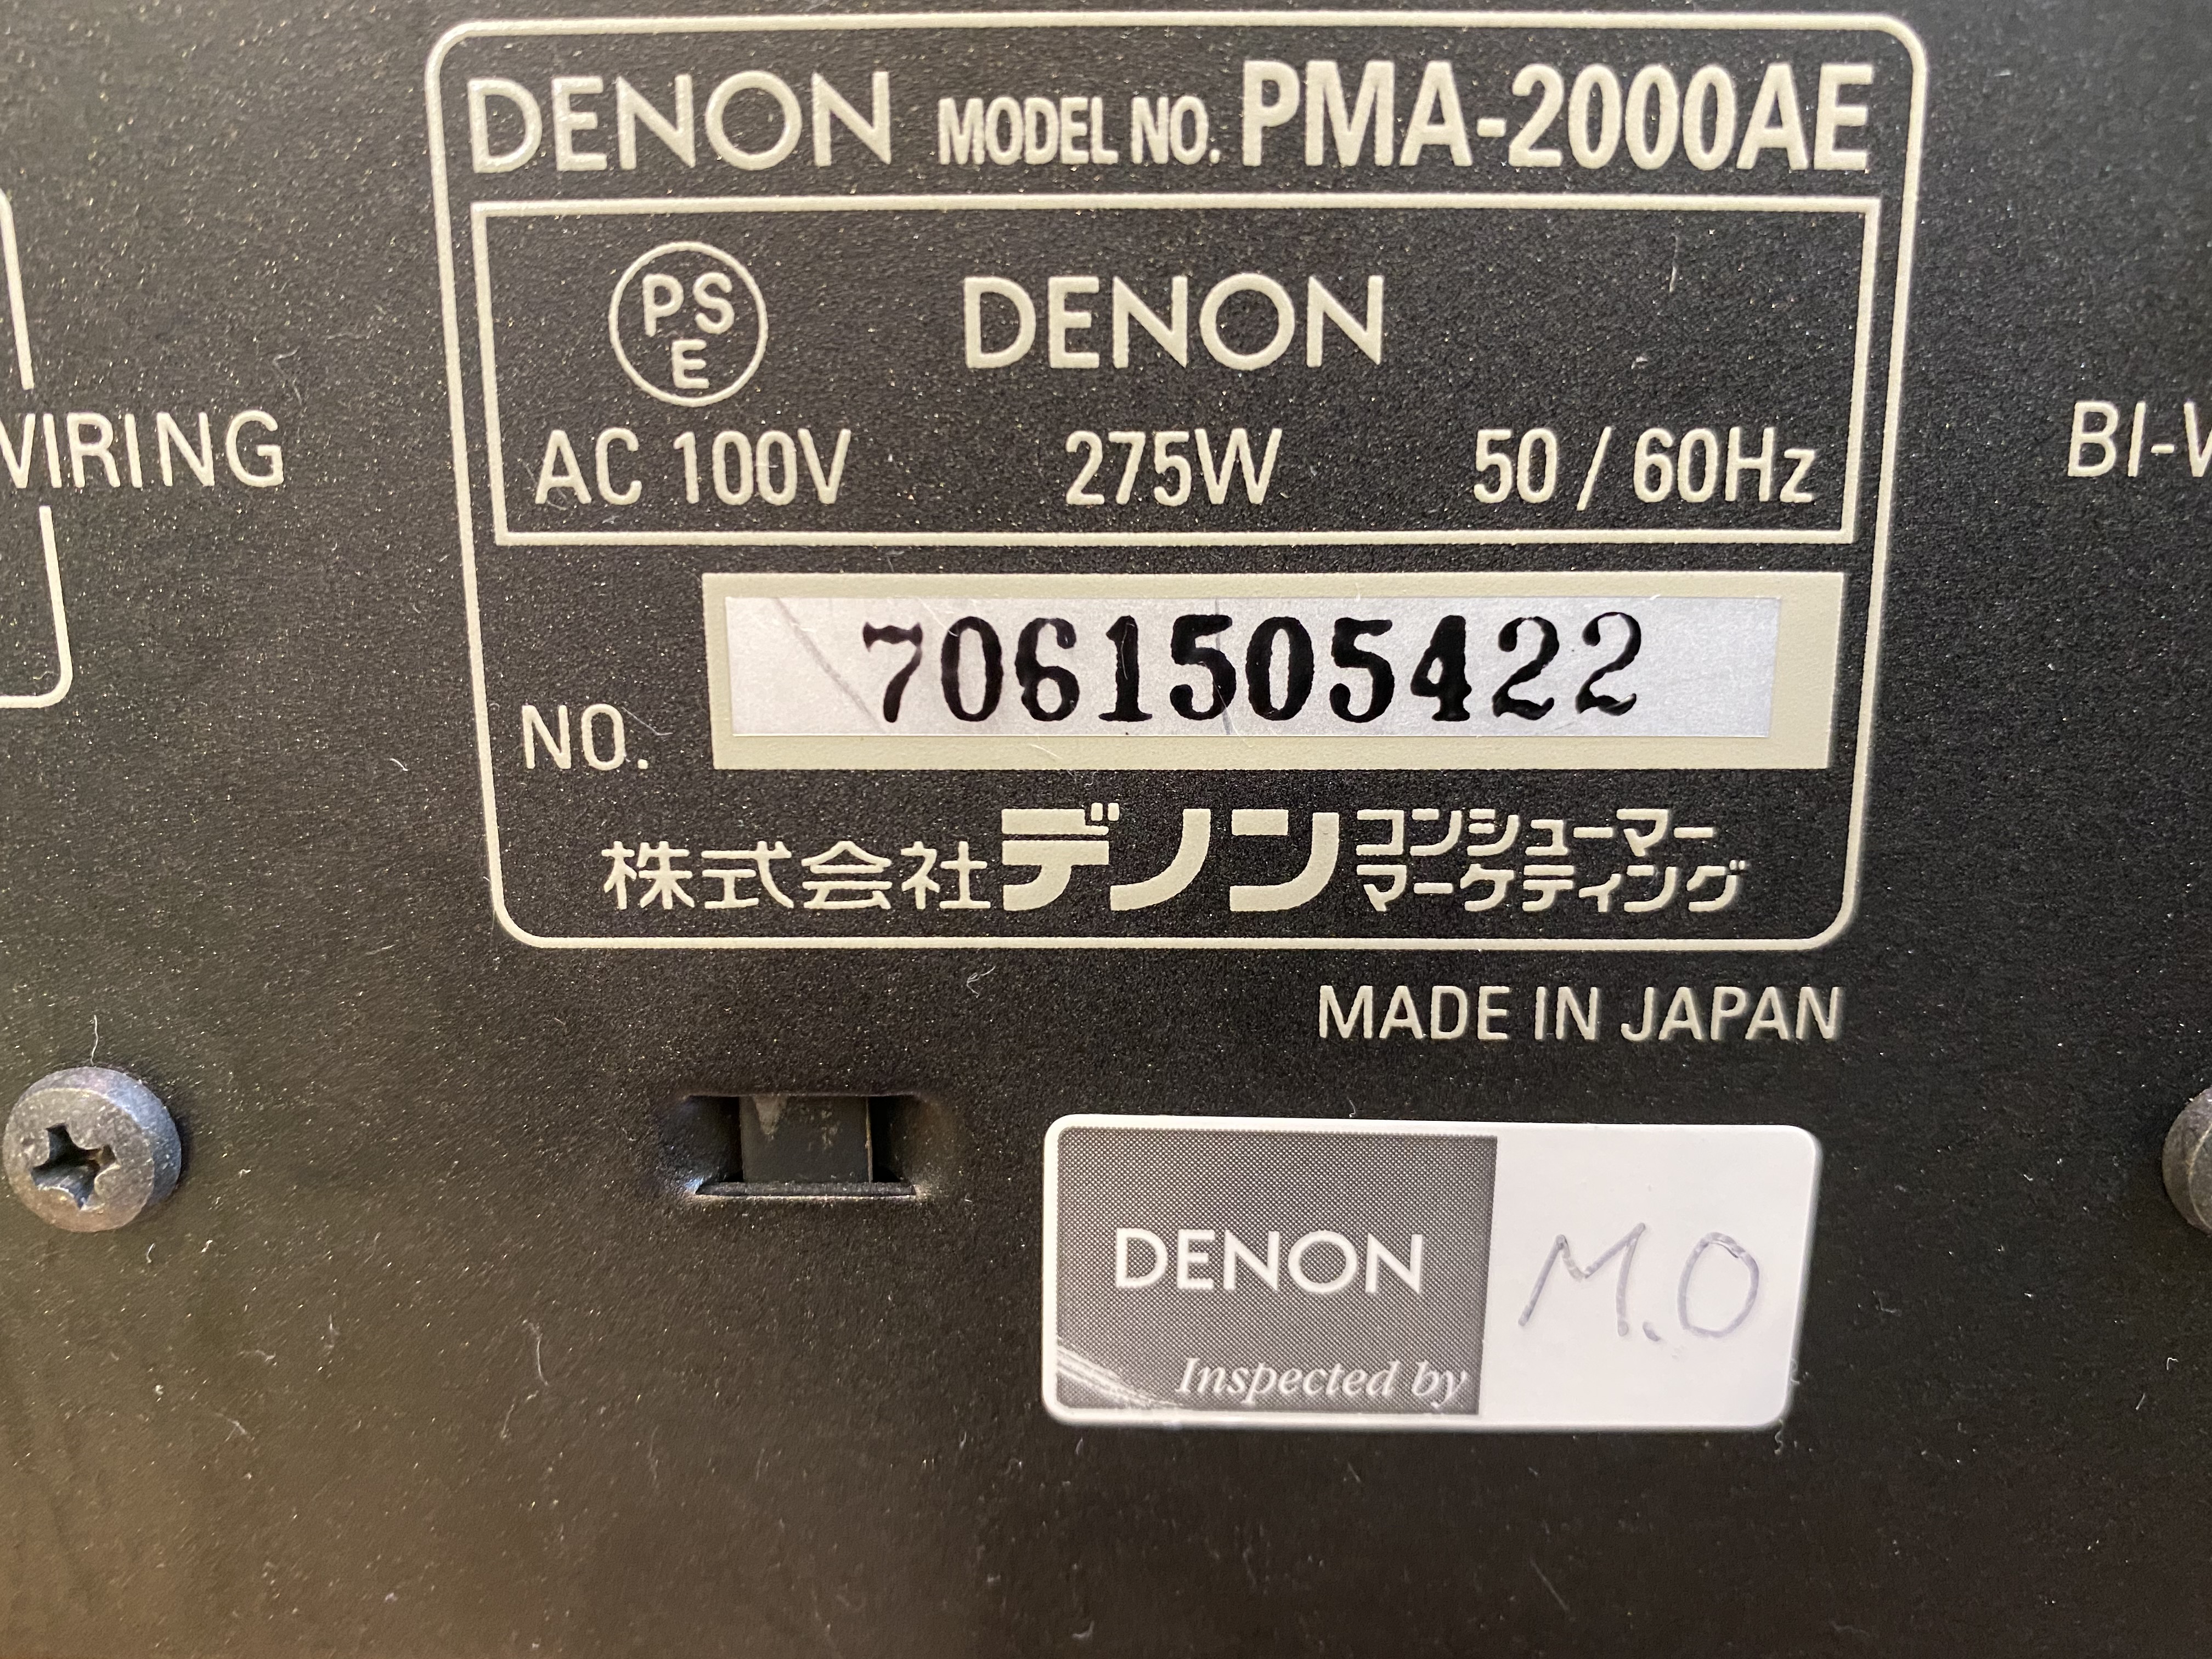 DENON MODEL NO. PMA-2000AE
PSE
DENON
AC 100V 275W 50 / 60Hz
WIRING
BI-W
NO. 7061505422
株式会社デノン コンシューマー
マーケティング
MADE IN JAPAN
DENON
M.O
Inspected by